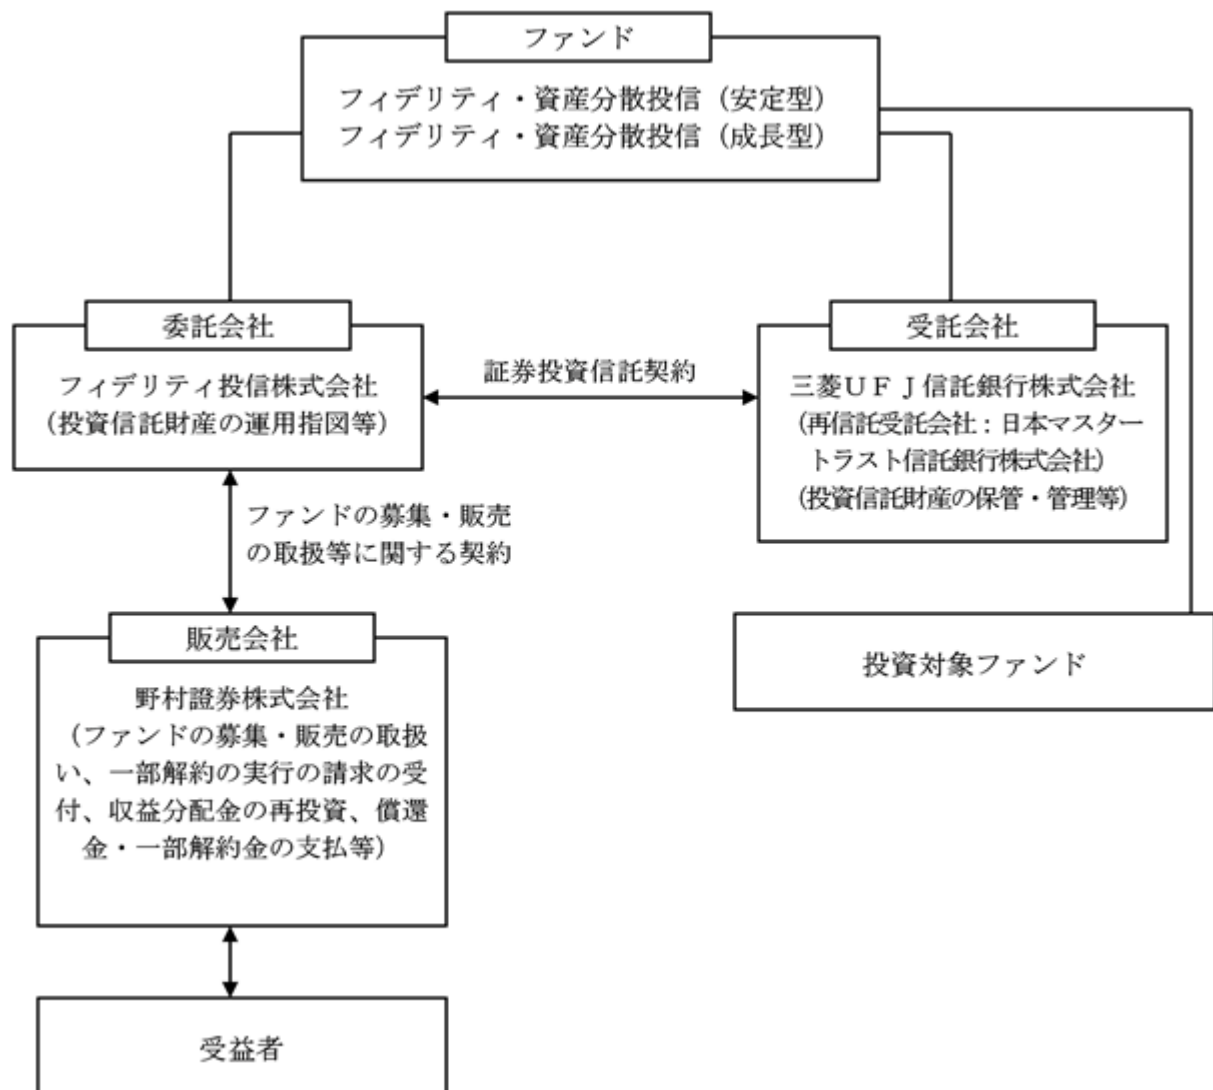 ファンド
フィデリティ・資産分散投信（安定型）
フィデリティ・資産分散投信（成長型）
委託会社
フィデリティ投信株式会社
（投資信託財産の運用指図等）
証券投資信託契約
受託会社
三菱ＵＦＪ信託銀行株式会社
（再信託受託会社：日本マスター
トラスト信託銀行株式会社）
（投資信託財産の保管・管理等）
ファンドの募集・販売
の取扱等に関する契約
販売会社
野村證券株式会社
（ファンドの募集・販売の取扱
い、一部解約の実行の請求の受
付、収益分配金の再投資、償還
金・一部解約金の支払等）
投資対象ファンド
受益者